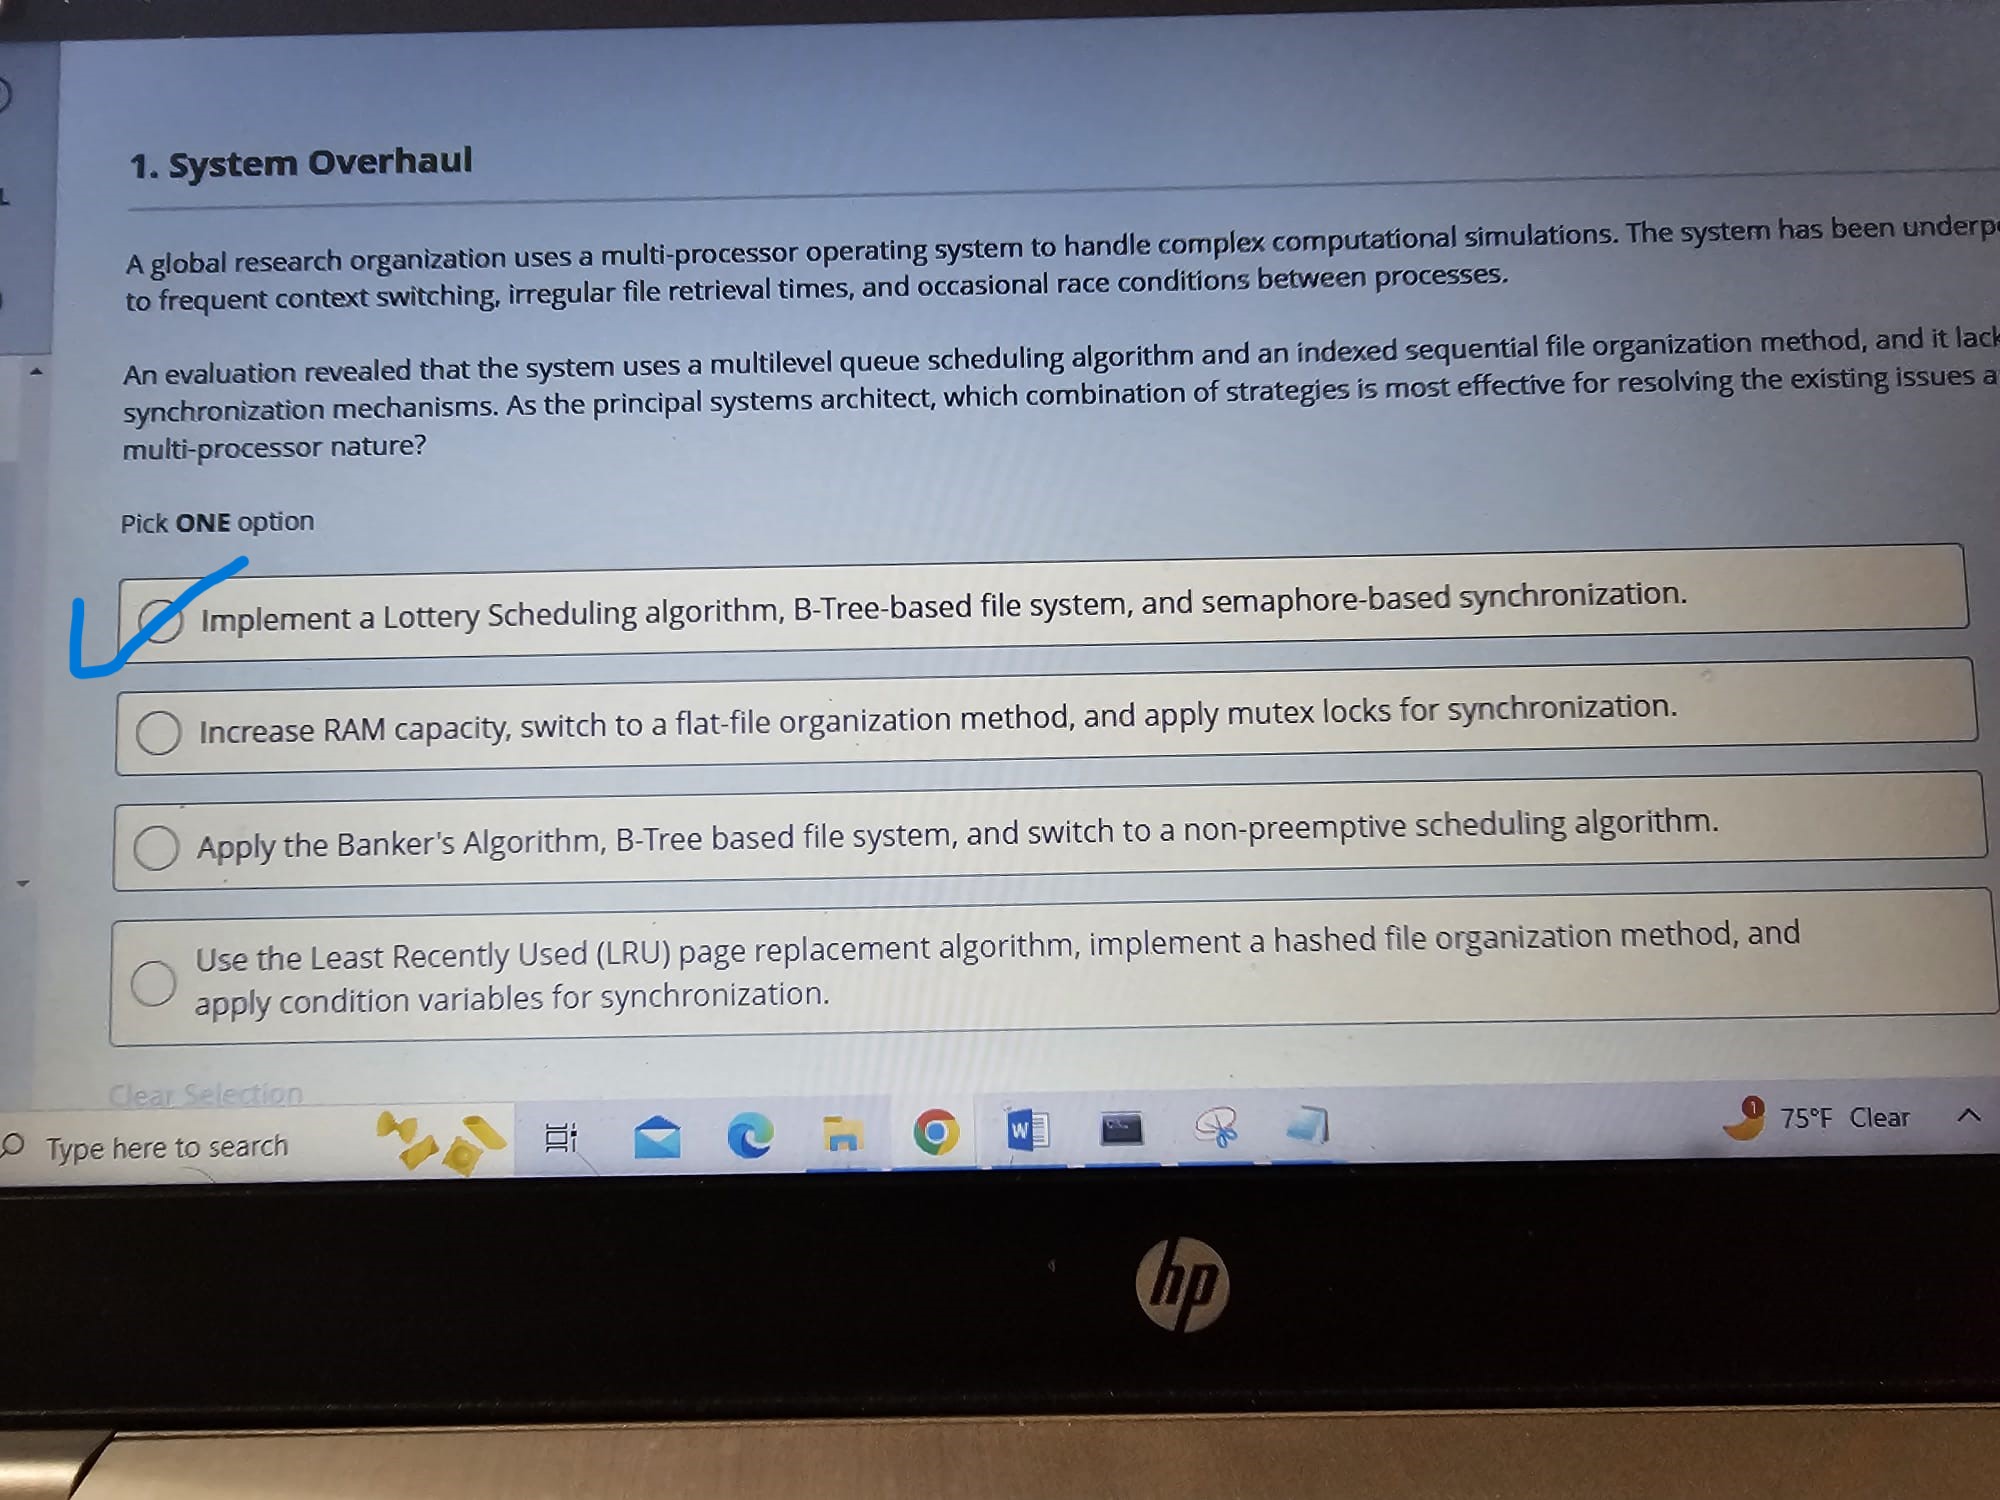 1. System Overhaul
A global research organization uses a multi-processor operating system to handle complex computational simulations. The system has been
to frequent context switching, irregular file retrieval times, and occasional race conditions between processes.
An evaluation revealed that the system uses a multilevel queue scheduling algorithm and an indexed sequential file organization method, and it
synchronization mechanisms. As the principal systems architect, which combination of strategies is most effective for resolving the existing issues
multi-processor nature?
Pick ONE option
Implement a Lottery Scheduling algorithm, B-Tree-based file system, and semaphore-based synchronization.
Increase RAM capacity, switch to a flat-file organization method, and apply mutex locks for synchronization.
Apply the Banker's Algorithm, B-Tree based file system, and switch to a non-preemptive scheduling algorithm.
Use the Least Recently Used (LRU) page replacement algorithm, implement a hashed file organization method, and
apply condition variables for synchronization.
Clear Selection
Type here to search
W
1
75°F Clear
hp